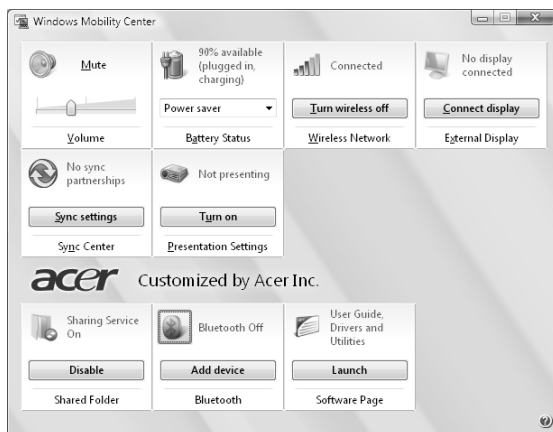 Windows Mobility Center
Mute
Volume
90% available
(plugged in,
charging)
Power saver
Battery Status
Connected
Turn wireless off
Wireless Network
No display
connected
Connect display
External Display
No sync
partnerships
Sync settings
Sync Center
Not presenting
Turn on
Presentation Settings
acer Customized by Acer Inc.
Sharing Service
On
Disable
Shared Folder
Bluetooth Off
Add device
Bluetooth
User Guide,
Drivers and
Utilities
Launch
Software Page
?